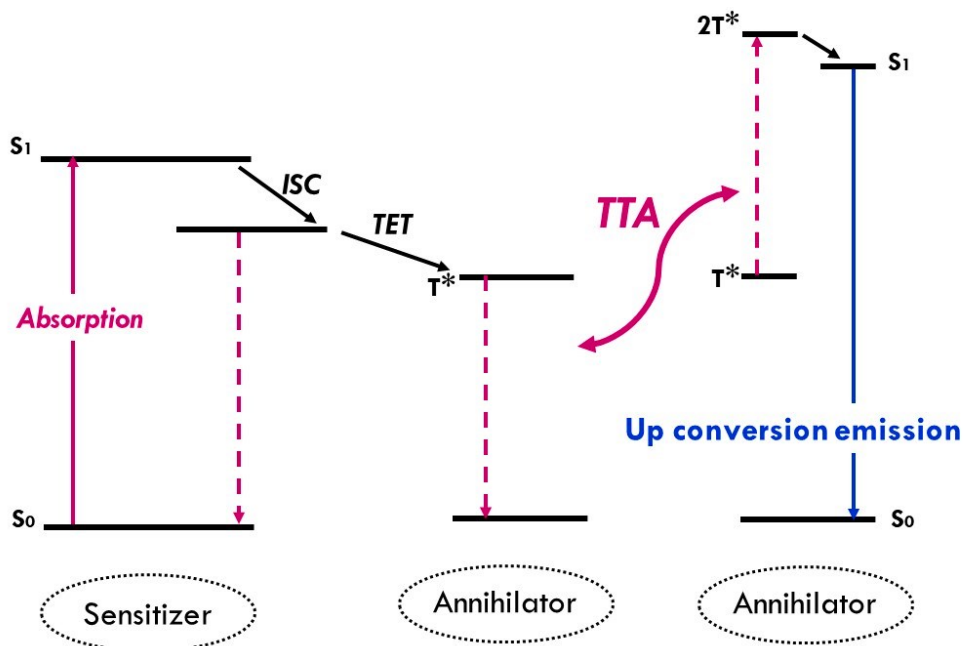 2T*
S₁
S₁
ISC
TET
TTA
T*
T*
Absorption
Up conversion emission
S₀
S₀
Sensitizer
Annihilator
Annihilator